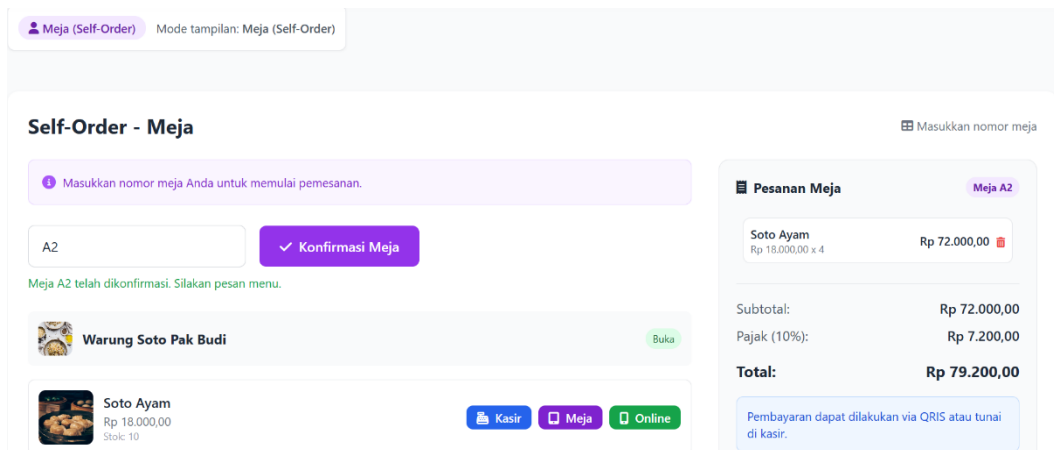 Meja (Self-Order) Mode tampilan: Meja (Self-Order)
Self-Order - Meja
Masukkan nomor meja
Masukkan nomor meja Anda untuk memulai pemesanan.
A2
Konfirmasi Meja
Meja A2 telah dikonfirmasi. Silakan pesan menu.
Warung Soto Pak Budi
Buka
Soto Ayam
Rp 18.000,00
Stok: 10
Kasir
Meja
Online
Pesanan Meja
Meja A2
Soto Ayam
Rp 18.000,00 x 4
Rp 72.000,00
Subtotal: Rp 72.000,00
Pajak (10%): Rp 7.200,00
Total: Rp 79.200,00
Pembayaran dapat dilakukan via QRIS atau tunai
di kasir.